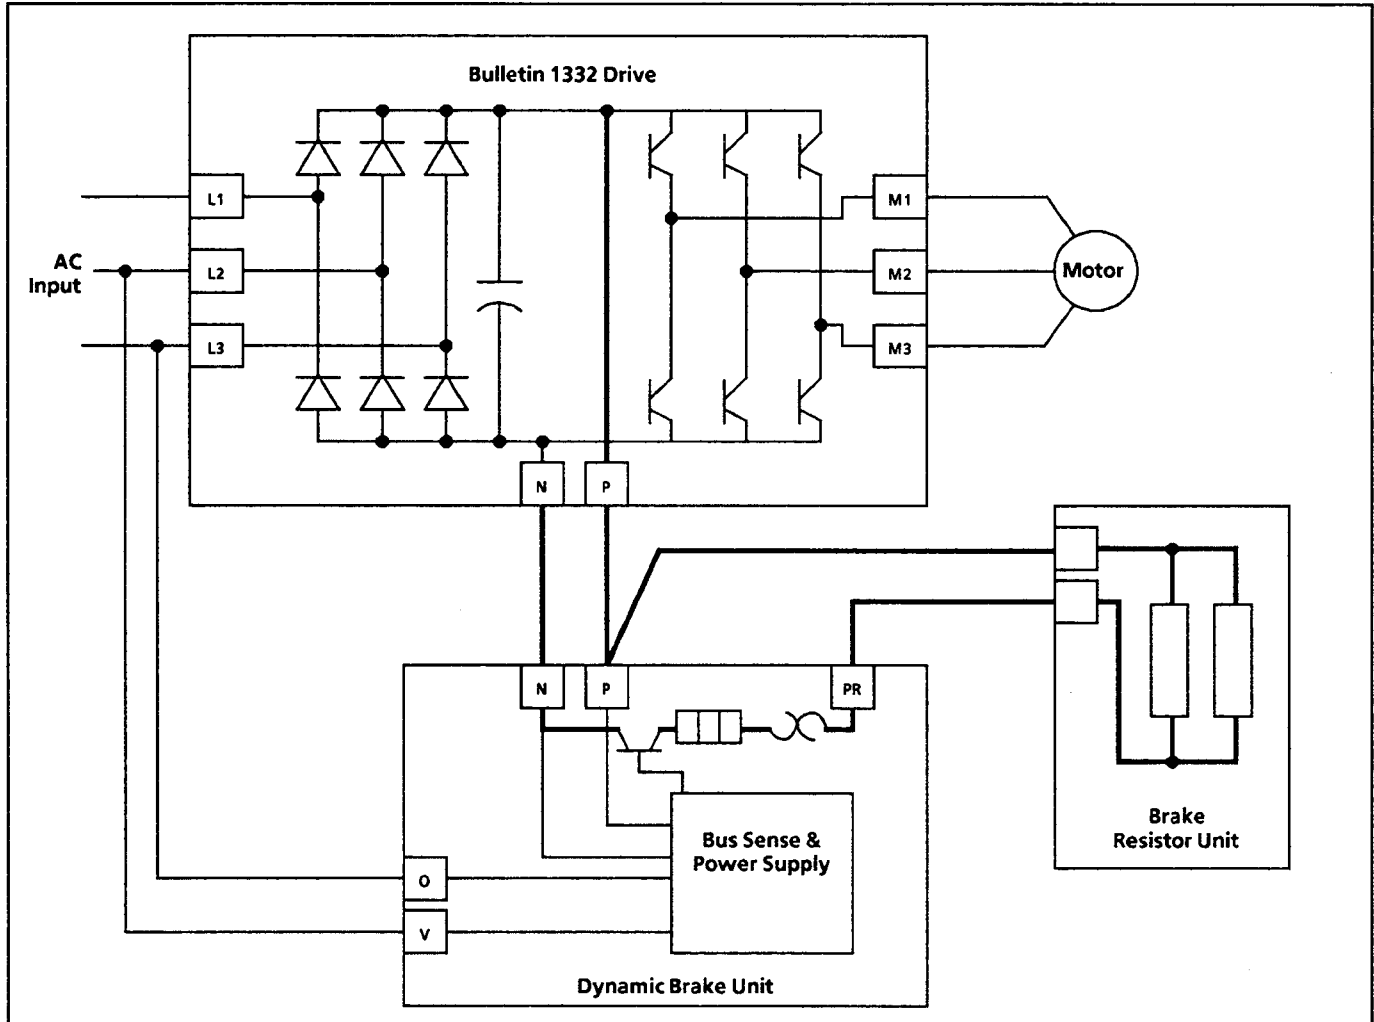 Bulletin 1332 Drive
L1
M1
AC
Input
L2
M2
Motor
L3
M3
N
P
N
P
PR
Bus Sense &
Power Supply
Brake
Resistor Unit
O
V
Dynamic Brake Unit